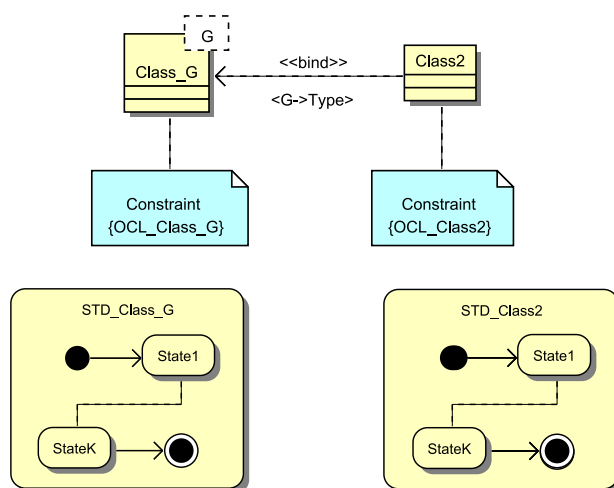 G
Class_G
<<bind>>
<G->Type>
Class2
Constraint
{OCL_Class_G}
Constraint
{OCL_Class2}
STD_Class_G
State1
StateK
STD_Class2
State1
StateK